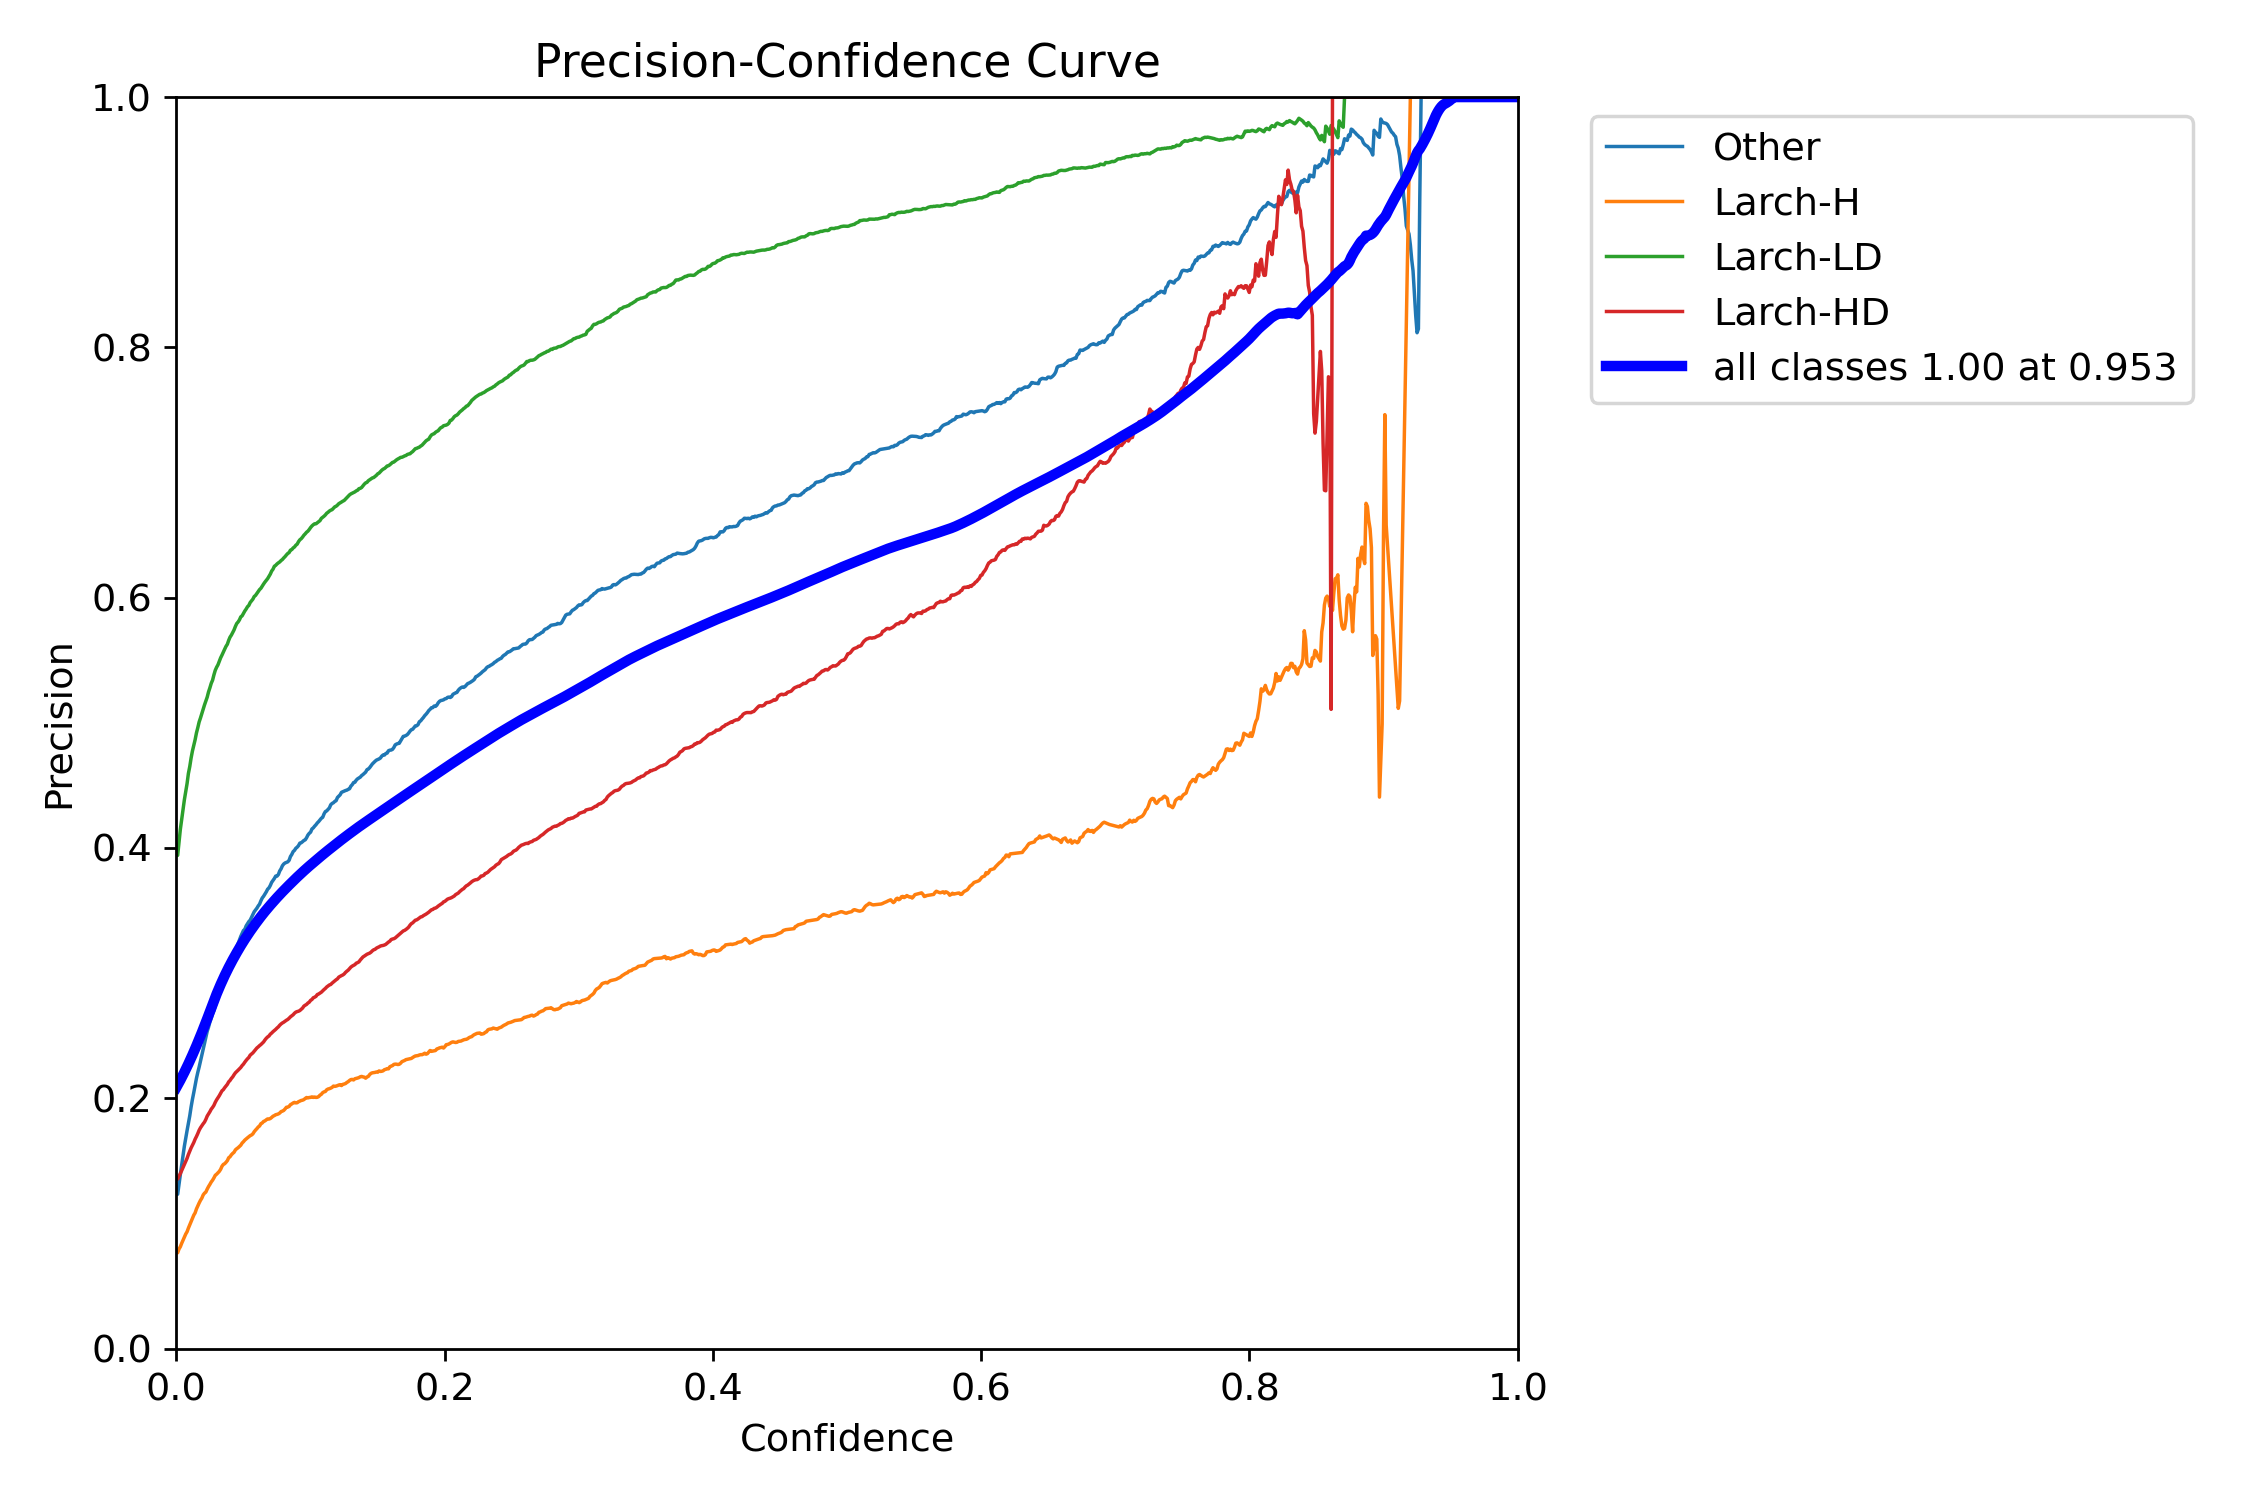 Precision-Confidence Curve
1.0
0.8
0.6
0.4
0.2
0.0
Precision
0.0 0.2 0.4 0.6 0.8 1.0
Confidence
Other
Larch-H
Larch-LD
Larch-HD
all classes 1.00 at 0.953